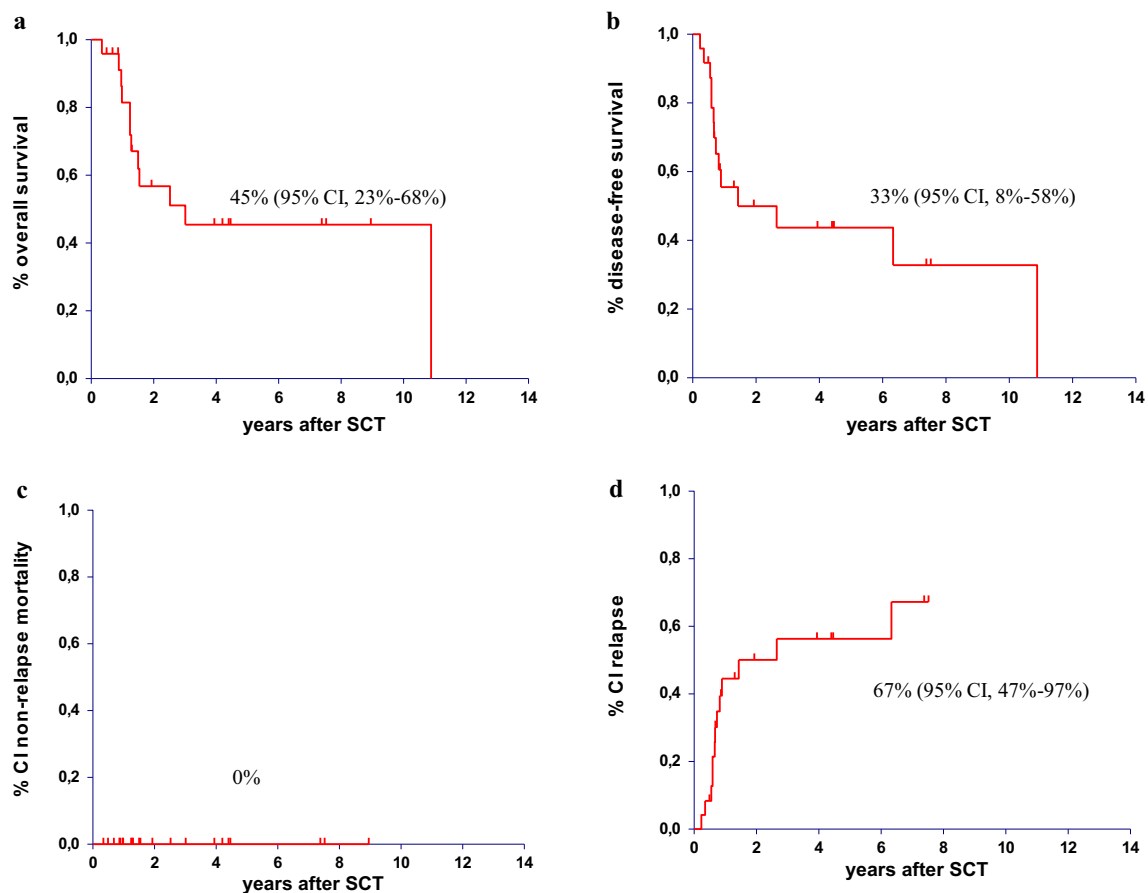 a
1,0
0,8
0,6
0,4
0,2
0,0
% overall survival
45% (95% CI, 23%-68%)
0 2 4 6 8 10 12 14
years after SCT
b
1,0
0,8
0,6
0,4
0,2
0,0
% disease-free survival
33% (95% CI, 8%-58%)
0 2 4 6 8 10 12 14
years after SCT
c
1,0
0,8
0,6
0,4
0,2
0,0
% CI non-relapse mortality
0%
0 2 4 6 8 10 12 14
years after SCT
d
1,0
0,8
0,6
0,4
0,2
0,0
% CI relapse
67% (95% CI, 47%-97%)
0 2 4 6 8 10 12 14
years after SCT